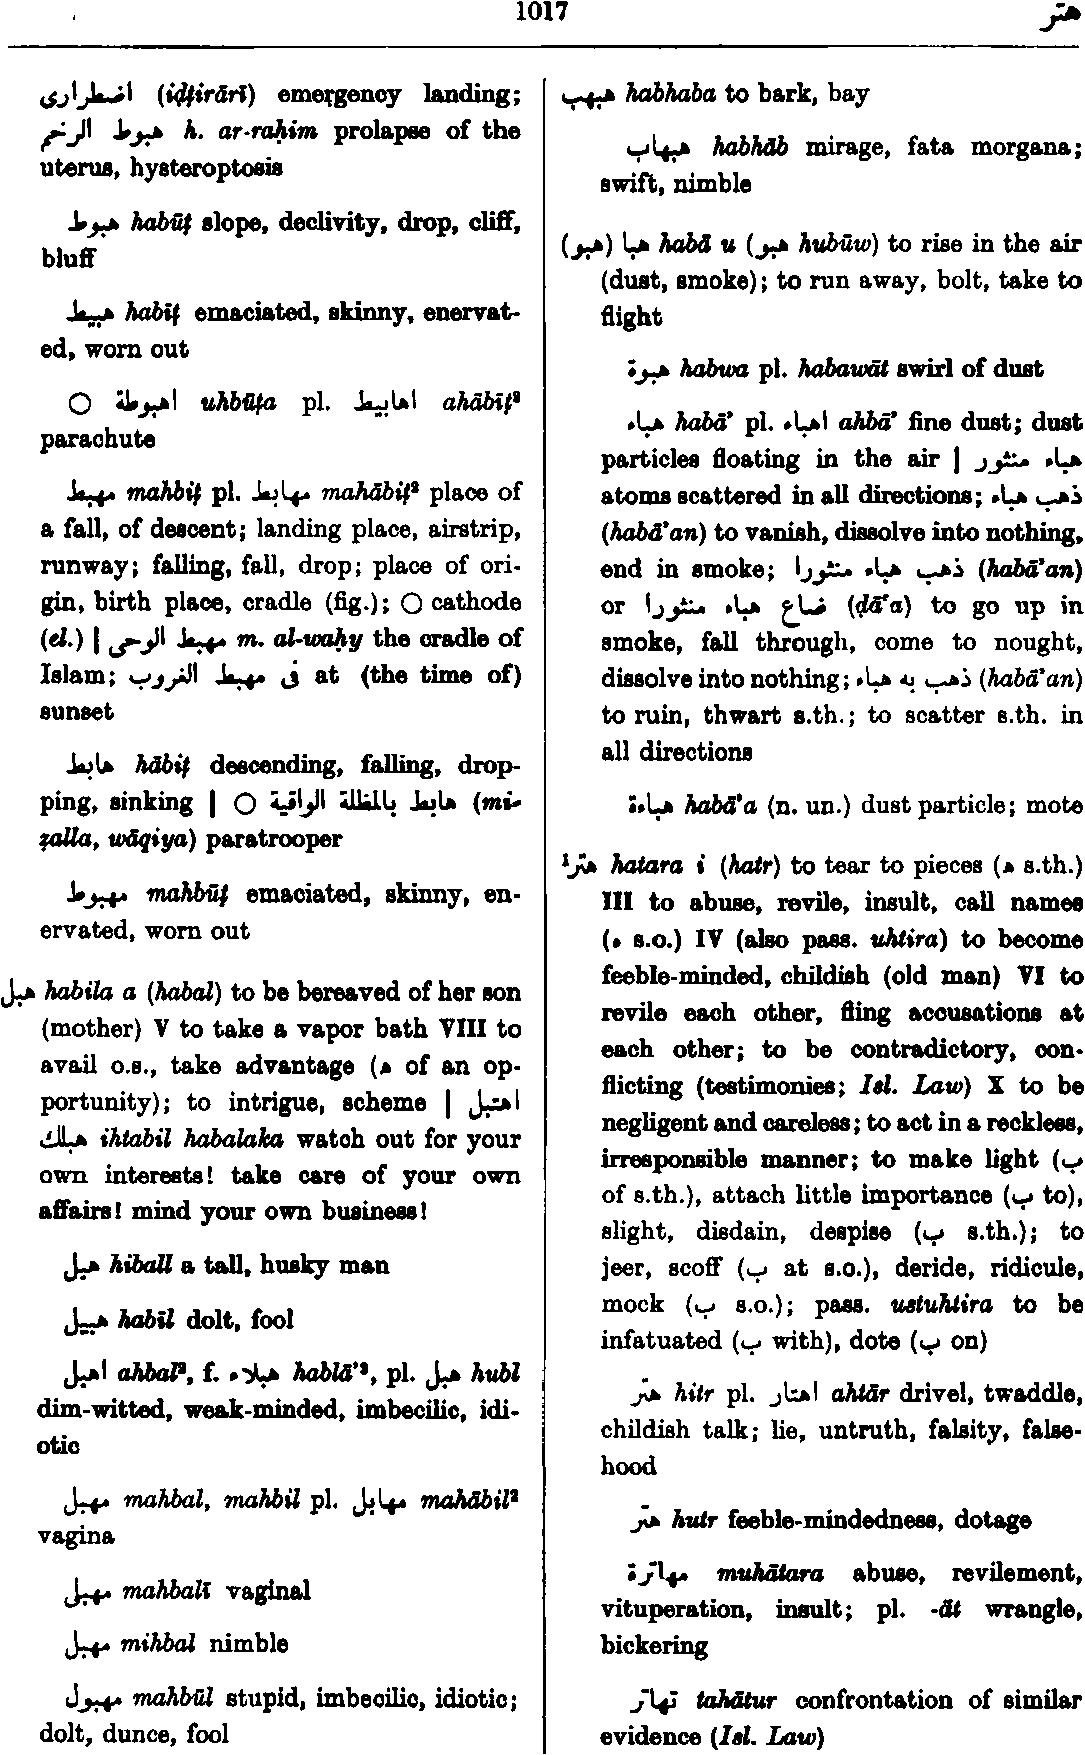 1017
هتر
اضطرارى (iḍṭirārī) emergency landing;
هبوط الرحم h. ar-raḥim prolapse of the
uterus, hysteroptosis
هبوط habūṭ slope, declivity, drop, cliff,
bluff
هبيط habīṭ emaciated, skinny, enervat-
ed, worn out
○ اهبوطة uhbūṭa pl. اهابيط ahābīṭ²
parachute
مهبط mahbiṭ pl. مهابط mahābiṭ² place of
a fall, of descent; landing place, airstrip,
runway; falling, fall, drop; place of ori-
gin, birth place, cradle (fig.); ○ cathode
(el.) | مهبط الوحى m. al-waḥy the cradle of
Islam; فى مهبط الغروب at (the time of)
sunset
هابط hābiṭ descending, falling, drop-
ping, sinking | ○ هابط بالمظلة الواقية (mi-
ẓalla, wāqiya) paratrooper
مهبوط mahbūṭ emaciated, skinny, en-
ervated, worn out
هبل habila a (habal) to be bereaved of her son
(mother) V to take a vapor bath VIII to
avail o.s., take advantage (ه of an op-
portunity); to intrigue, scheme | اهتبل
هبلك ihtabil habalaka watch out for your
own interests! take care of your own
affairs! mind your own business!
هبل hiball a tall, husky man
هبيل habīl dolt, fool
اهبل ahbal², f. هبلاء hablā'², pl. هبل hubl
dim-witted, weak-minded, imbecilic, idi-
otic
مهبل mahbal, mahbil pl. مهابل mahābil²
vagina
مهبل mahbalī vaginal
مهبل mihbal nimble
مهبول mahbūl stupid, imbecilic, idiotic;
dolt, dunce, fool
هبهب habhaba to bark, bay
هبهاب habhāb mirage, fata morgana;
swift, nimble
(هبو) هبا habā u (هبو hubūw) to rise in the air
(dust, smoke); to run away, bolt, take to
flight
هبوة habwa pl. habawāt swirl of dust
هباء habā' pl. اهباء ahbā' fine dust; dust
particles floating in the air | هباء منثور
atoms scattered in all directions; ذهب هباء
(habā'an) to vanish, dissolve into nothing,
end in smoke; ذهب هباء منثورا (habā'an)
or ضاع هباء منثورا (ḍā'a) to go up in
smoke, fall through, come to nought,
dissolve into nothing; ذهب به هباء (habā'an)
to ruin, thwart s.th.; to scatter s.th. in
all directions
هباءة habā'a (n. un.) dust particle; mote
هتر¹ hatara i (hatr) to tear to pieces (ه s.th.)
III to abuse, revile, insult, call names
(ه s.o.) IV (also pass. uhtira) to become
feeble-minded, childish (old man) VI to
revile each other, fling accusations at
each other; to be contradictory, con-
flicting (testimonies; Isl. Law) X to be
negligent and careless; to act in a reckless,
irresponsible manner; to make light (ب
of s.th.), attach little importance (ب to),
slight, disdain, despise (ب s.th.); to
jeer, scoff (ب at s.o.), deride, ridicule,
mock (ب s.o.); pass. ustuhtira to be
infatuated (ب with), dote (ب on)
هتر hitr pl. اهتار ahtār drivel, twaddle,
childish talk; lie, untruth, falsity, false-
hood
هتر hutr feeble-mindedness, dotage
مهاترة muhātara abuse, revilement,
vituperation, insult; pl. -āt wrangle,
bickering
تهاتر tahātur confrontation of similar
evidence (Isl. Law)